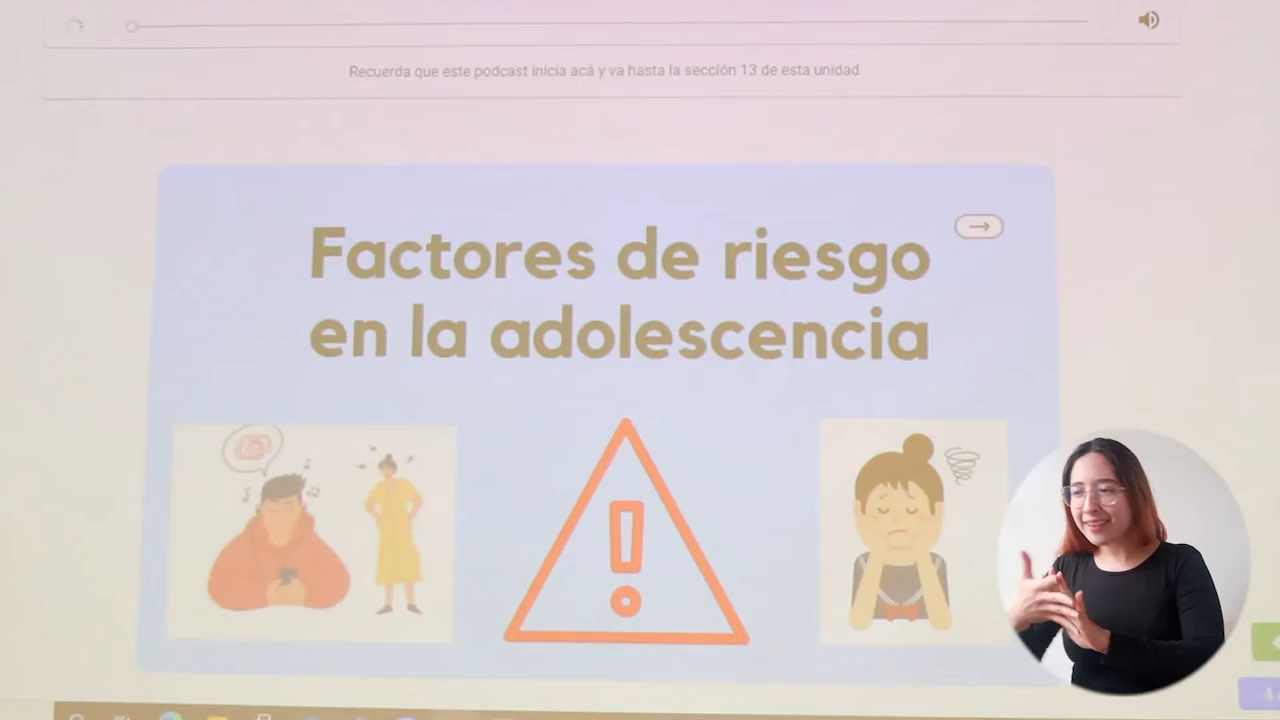 Recuerda que este podcast inicia acá y va hasta la sección 13 de esta unidad
Factores de riesgo
en la adolescencia